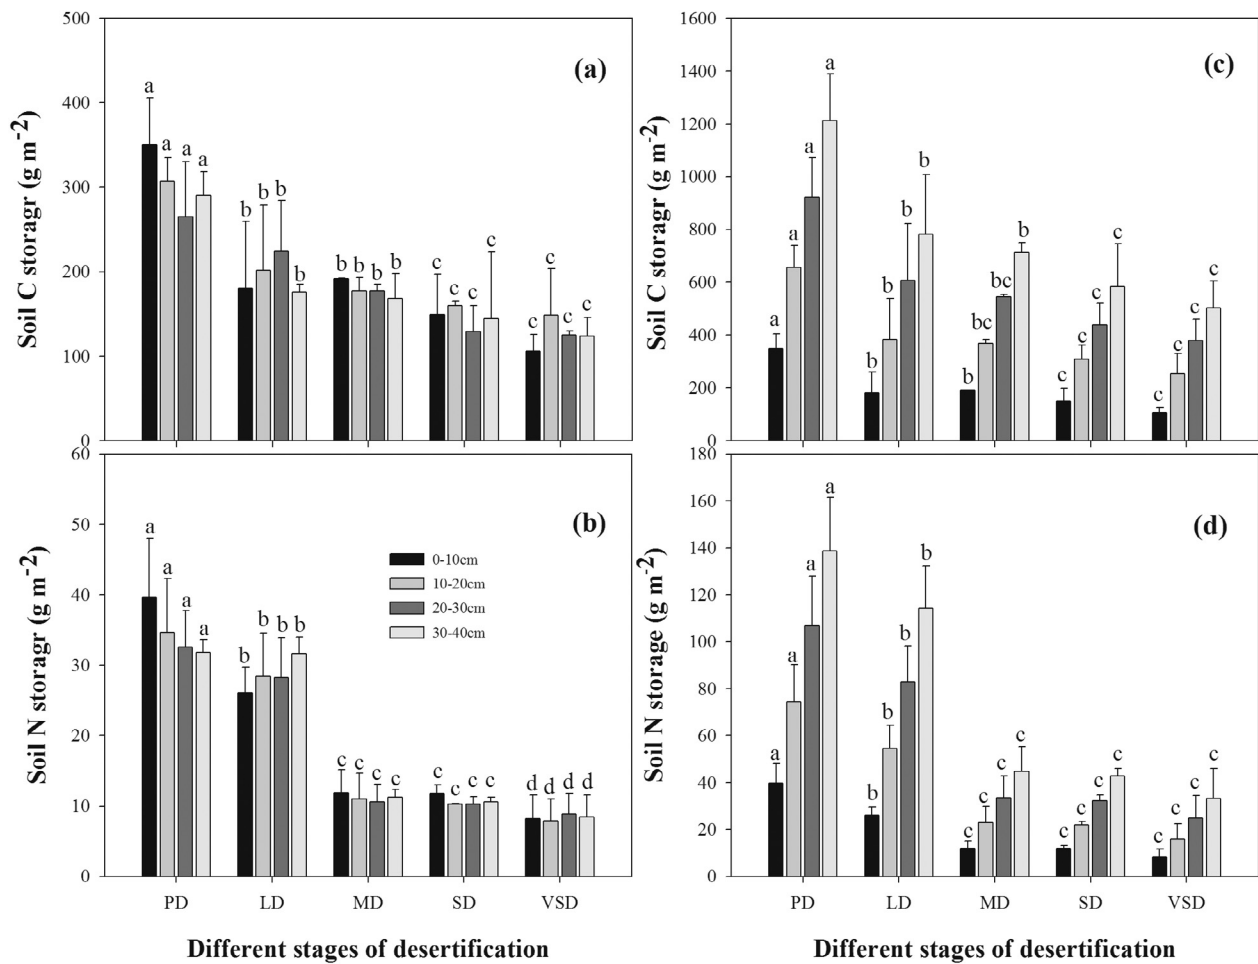 500
400
300
200
100
0
Soil C storagr (g m-2)
(a)
a a a a
b b b b
b b b b
c c c c
c c c c
1600
1400
1200
1000
800
600
400
200
0
Soil C storagr (g m-2)
(c)
a a a a
b b b b
b bc bc b
c c c c
c c c c
60
50
40
30
20
10
0
Soil N storagr (g m-2)
(b)
a a a a
b b b b
c c c c
c c c c
d d d d
0-10cm
10-20cm
20-30cm
30-40cm
PD LD MD SD VSD
Different stages of desertification
180
160
140
120
100
80
60
40
20
0
Soil N storage (g m-2)
(d)
a a a a
b b b b
c c c c
c c c c
c c c c
PD LD MD SD VSD
Different stages of desertification